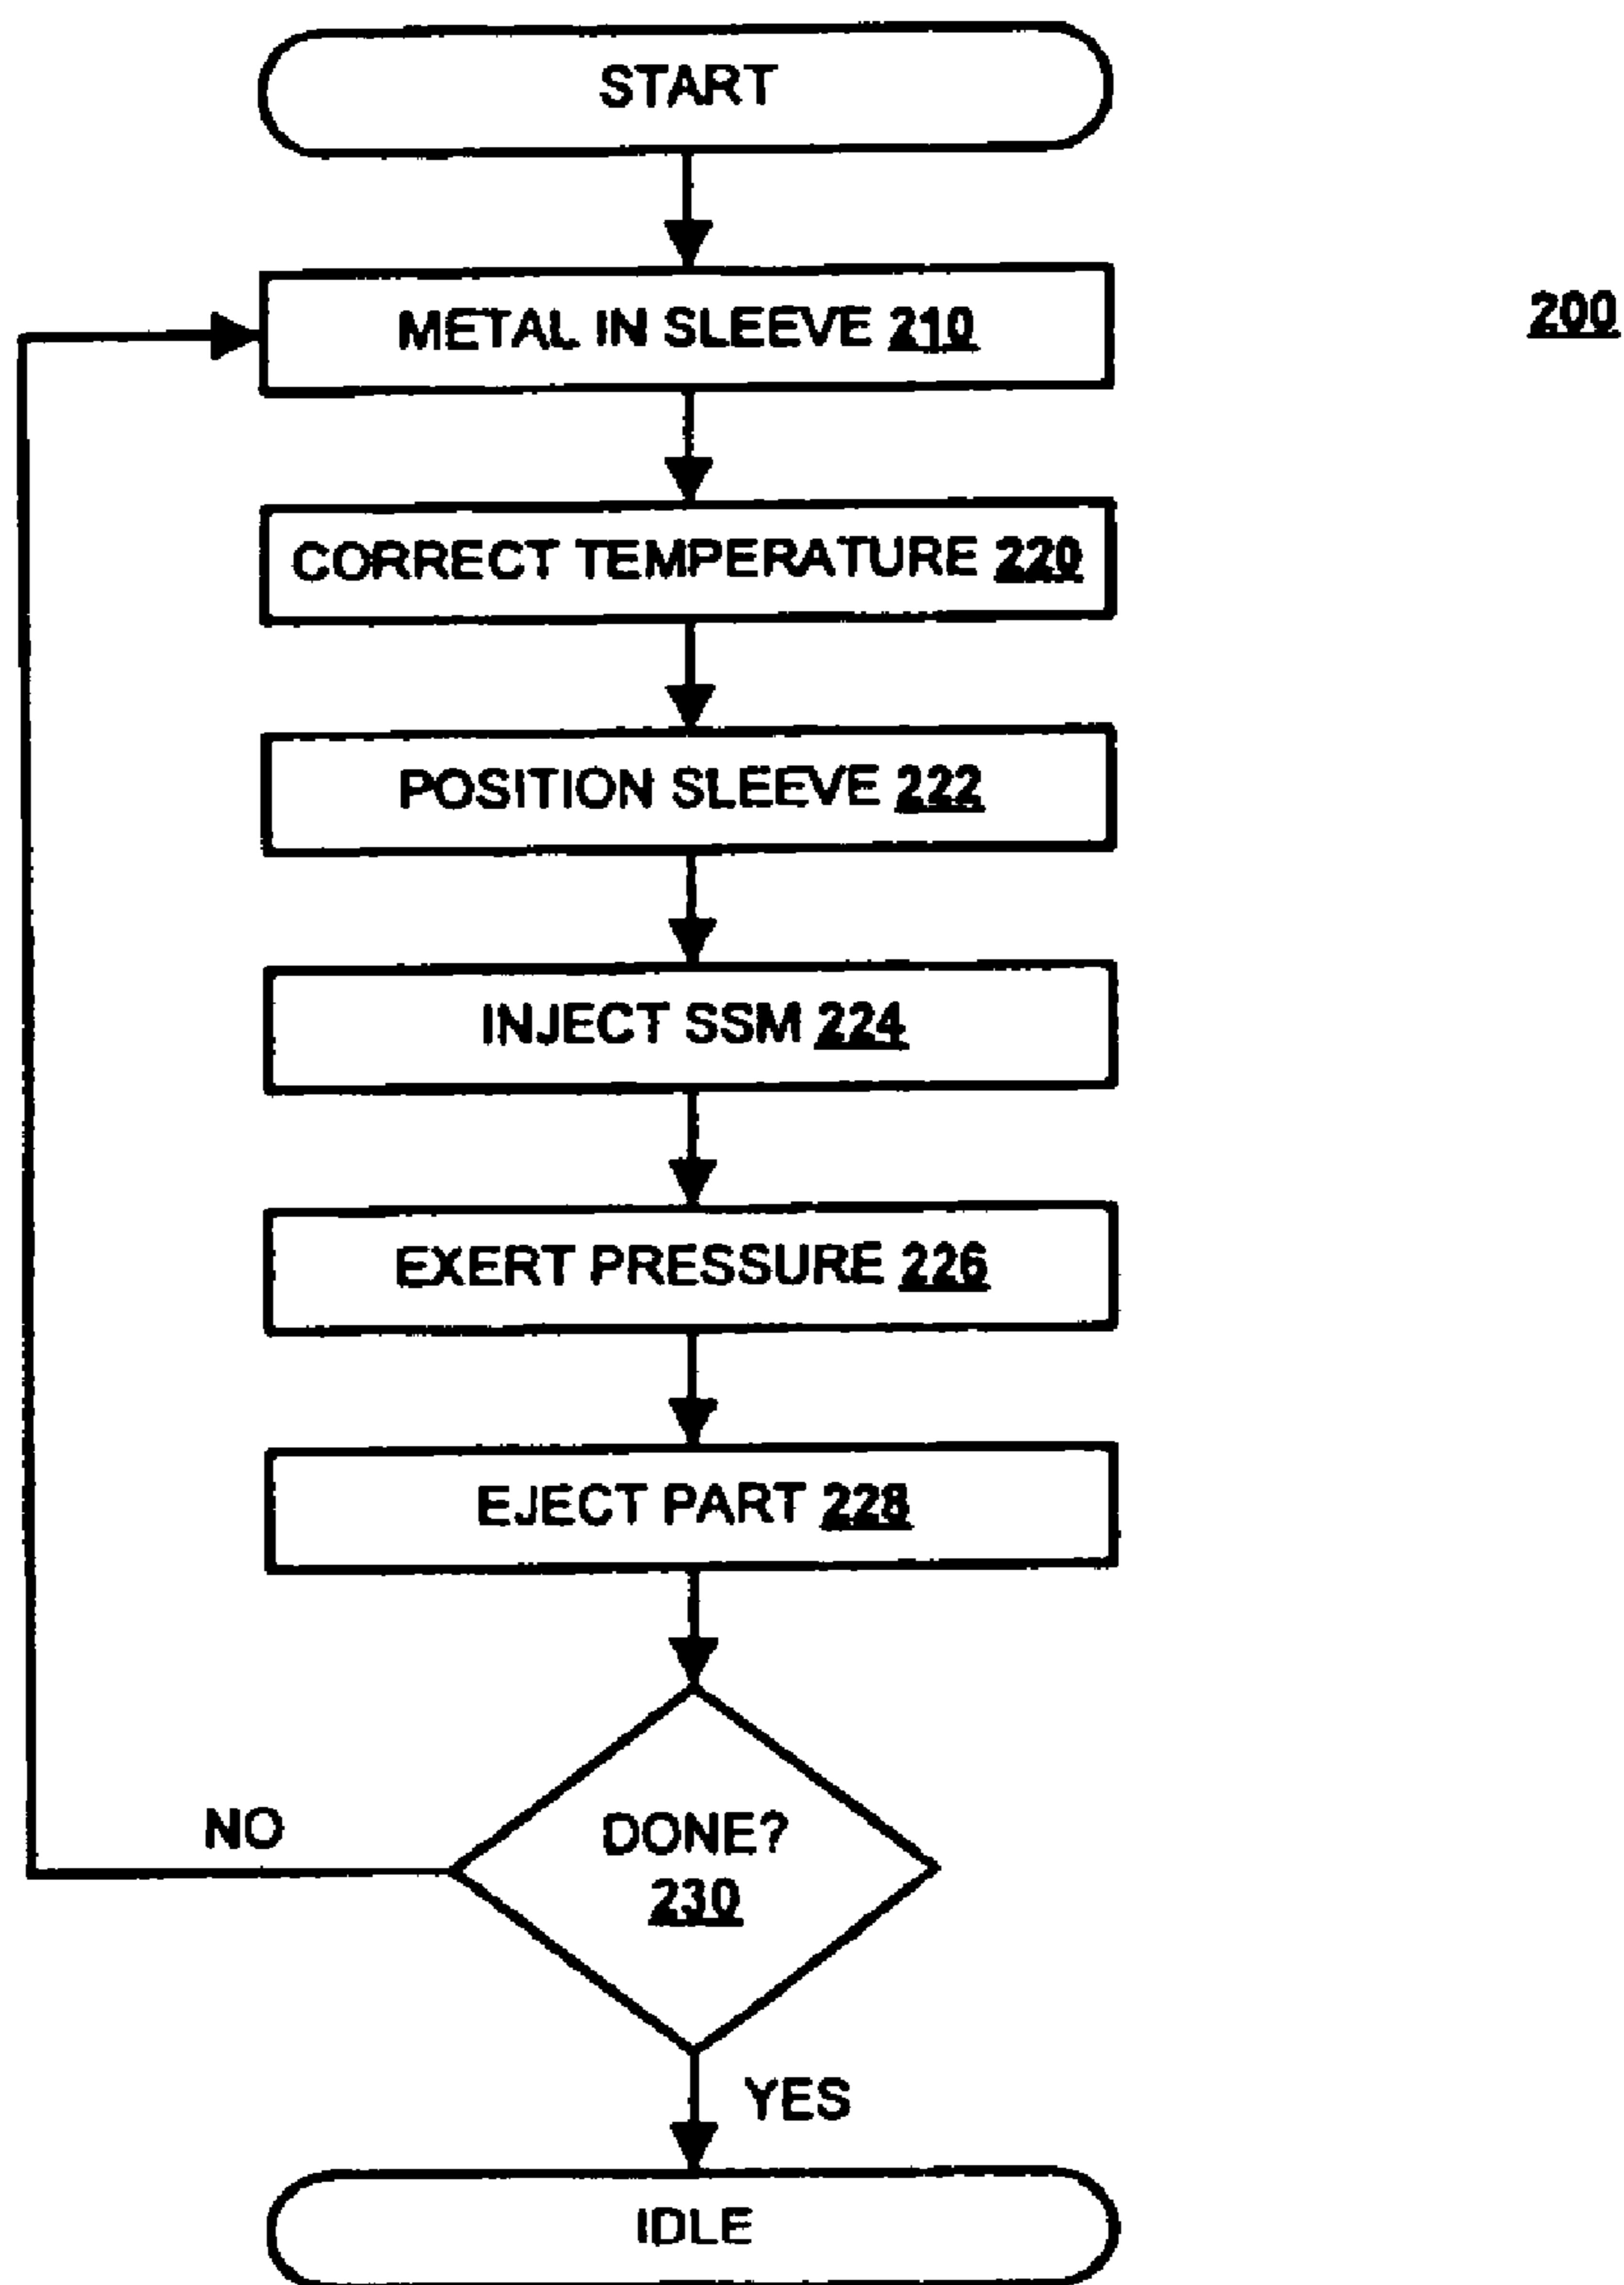 START
METAL IN SLEEVE 210
200
CORRECT TEMPERATURE 220
POSITION SLEEVE 222
INJECT SSM 224
EXERT PRESSURE 226
EJECT PART 228
NO
DONE?
230
YES
IDLE